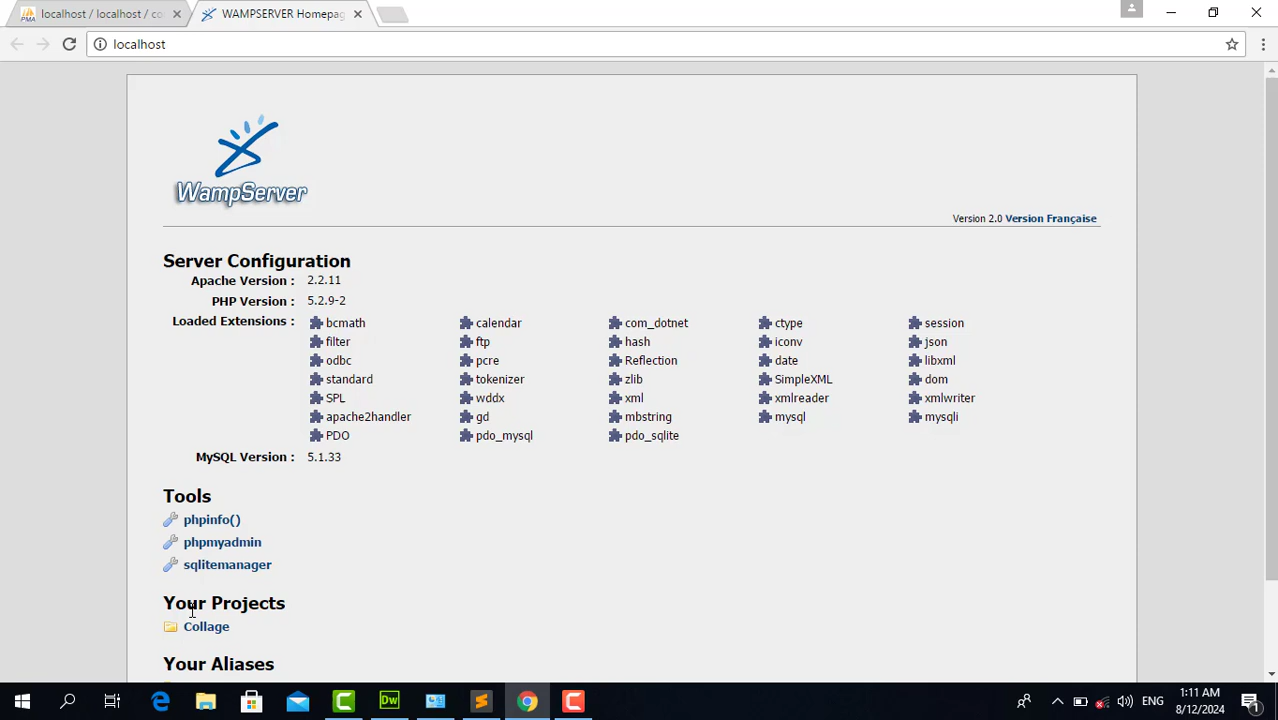 localhost / localhost / co
WAMPSERVER Homepag
localhost
WampServer
Version 2.0 Version Française
Server Configuration
Apache Version : 2.2.11
PHP Version : 5.2.9-2
Loaded Extensions : bcmath calendar com_dotnet ctype session
filter ftp hash iconv json
odbc pcre Reflection date libxml
standard tokenizer zlib SimpleXML dom
SPL wddx xml xmlreader xmlwriter
apache2handler gd mbstring mysql mysqli
PDO pdo_mysql pdo_sqlite
MySQL Version : 5.1.33
Tools
phpinfo()
phpmyadmin
sqlitemanager
Your Projects
Collage
Your Aliases
ENG
1:11 AM
8/12/2024